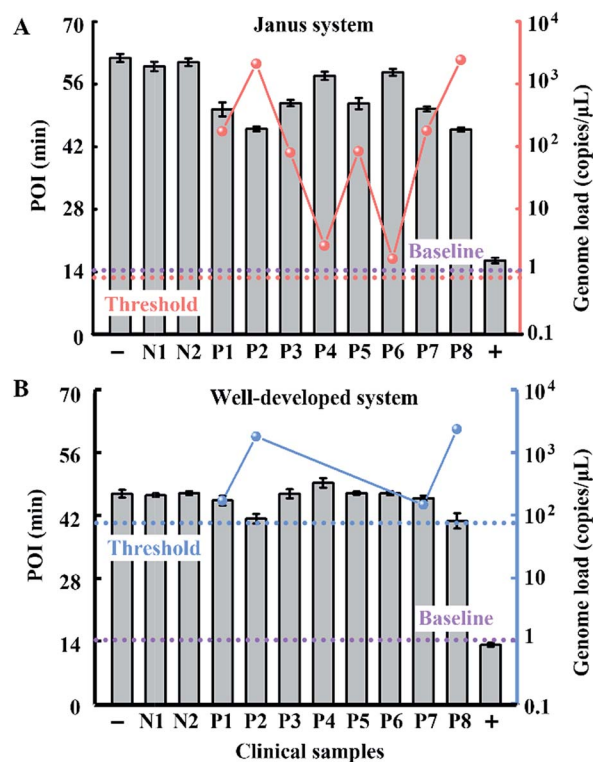 A
Janus system
POI (min)
70
56
42
28
14
0
10⁴
10³
10²
10
1
0.1
Genome load (copies/μL)
Baseline
Threshold
− N1 N2 P1 P2 P3 P4 P5 P6 P7 P8 +
B
Well-developed system
POI (min)
70
56
42
28
14
0
10⁴
10³
10²
10
1
0.1
Genome load (copies/μL)
Threshold
Baseline
− N1 N2 P1 P2 P3 P4 P5 P6 P7 P8 +
Clinical samples